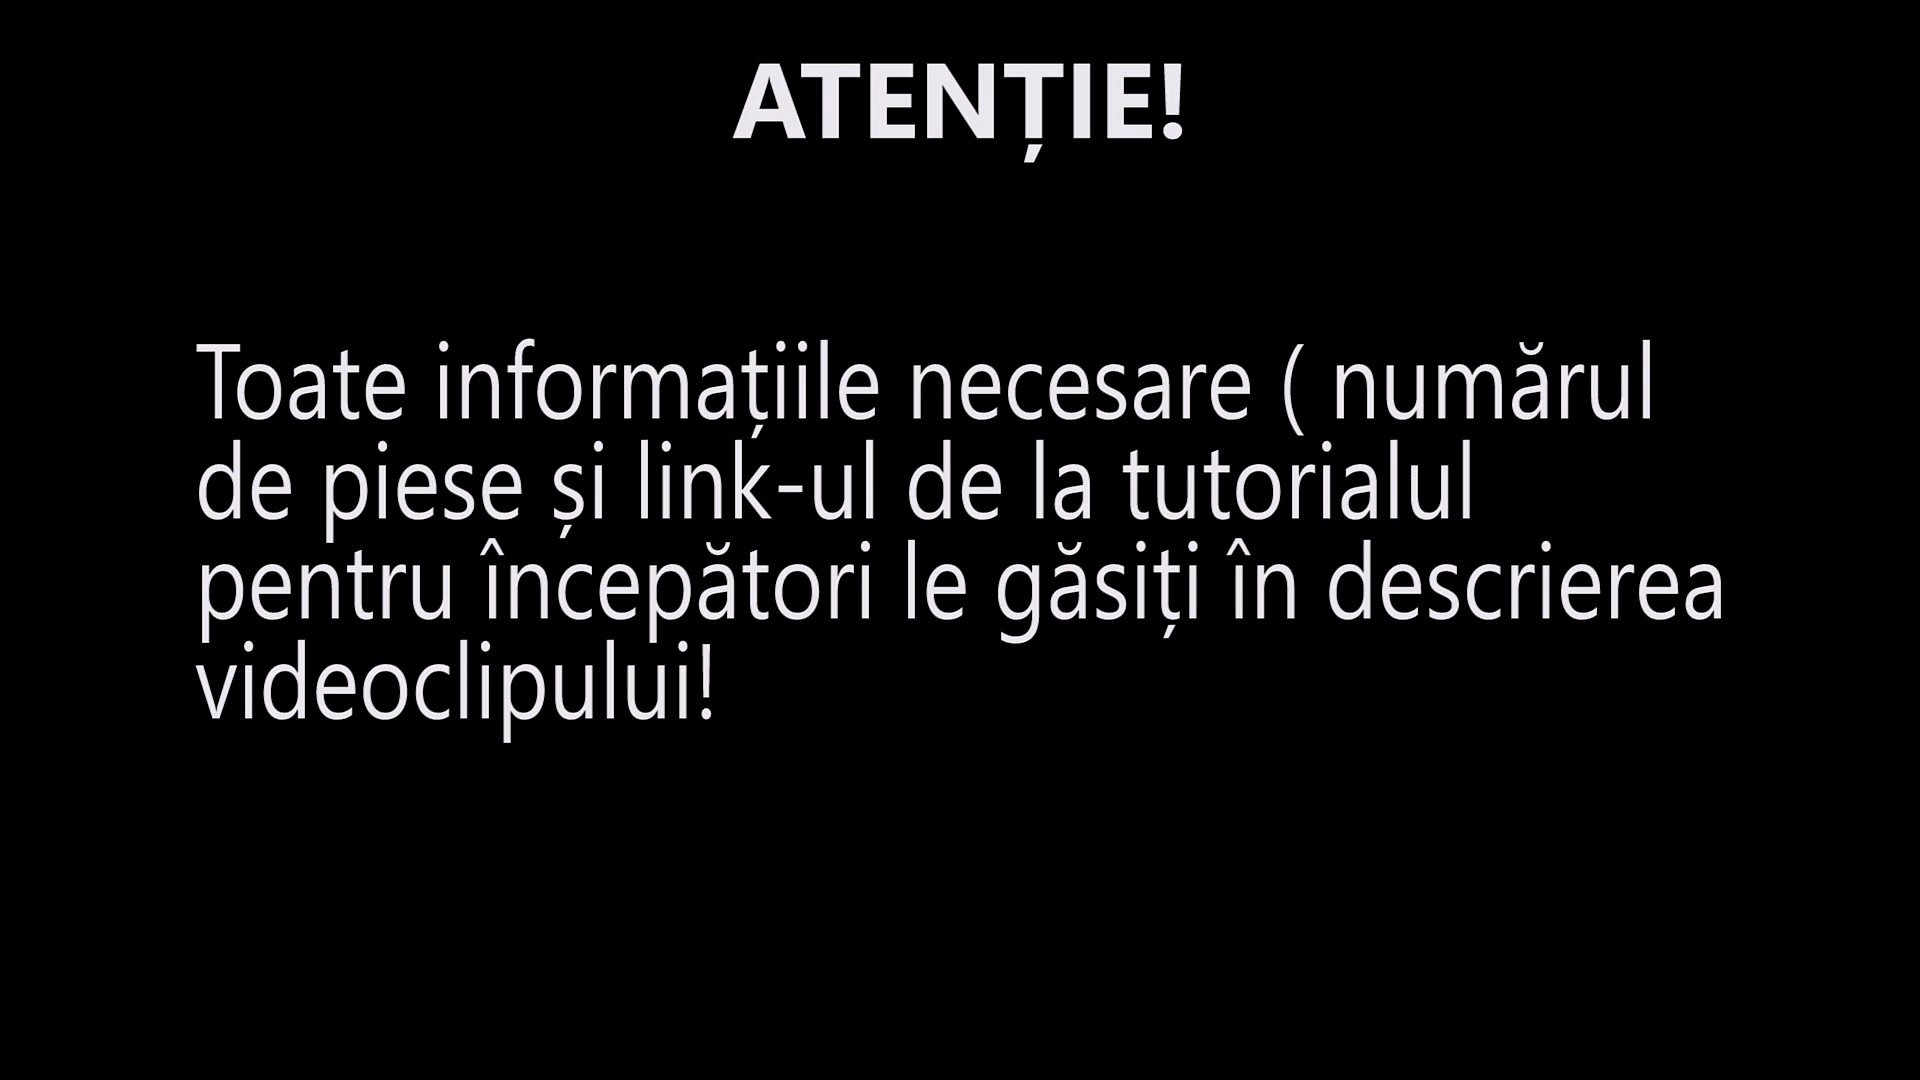 ATENȚIE!
Toate informațiile necesare ( numărul
de piese și link-ul de la tutorialul
pentru începători le găsiți în descrierea
videoclipului!